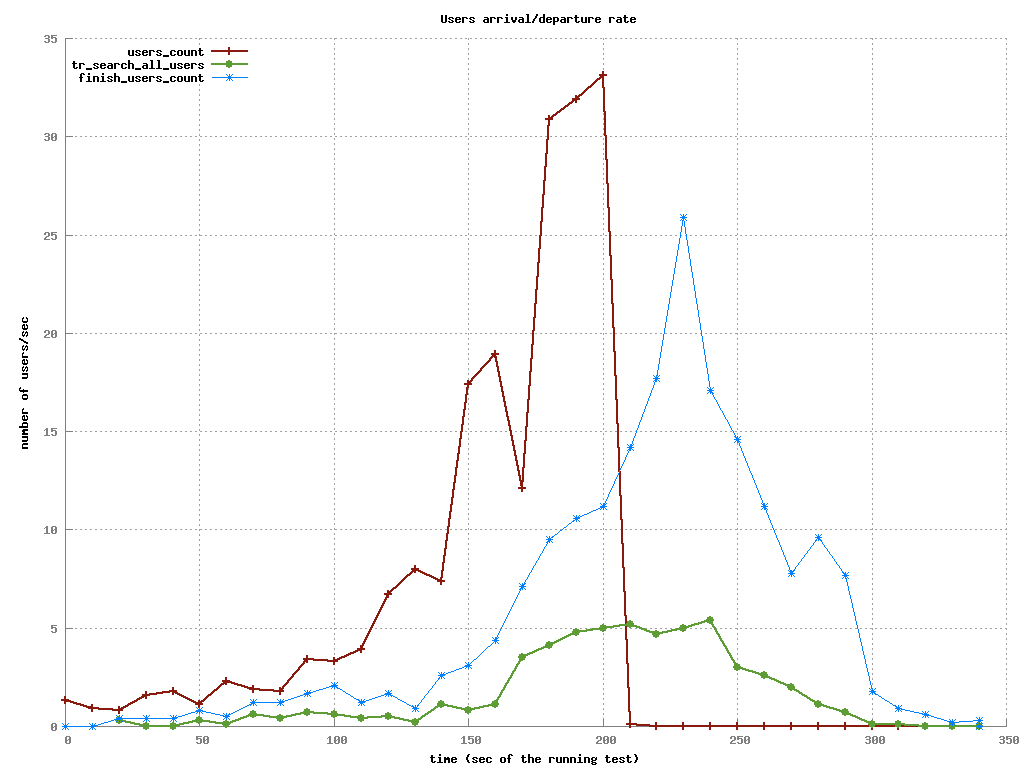 Users arrival/departure rate
35
users_count
tr_search_all_users
finish_users_count
30
25
20
15
10
5
0
number of users/sec
0 50 100 150 200 250 300 350
time (sec of the running test)